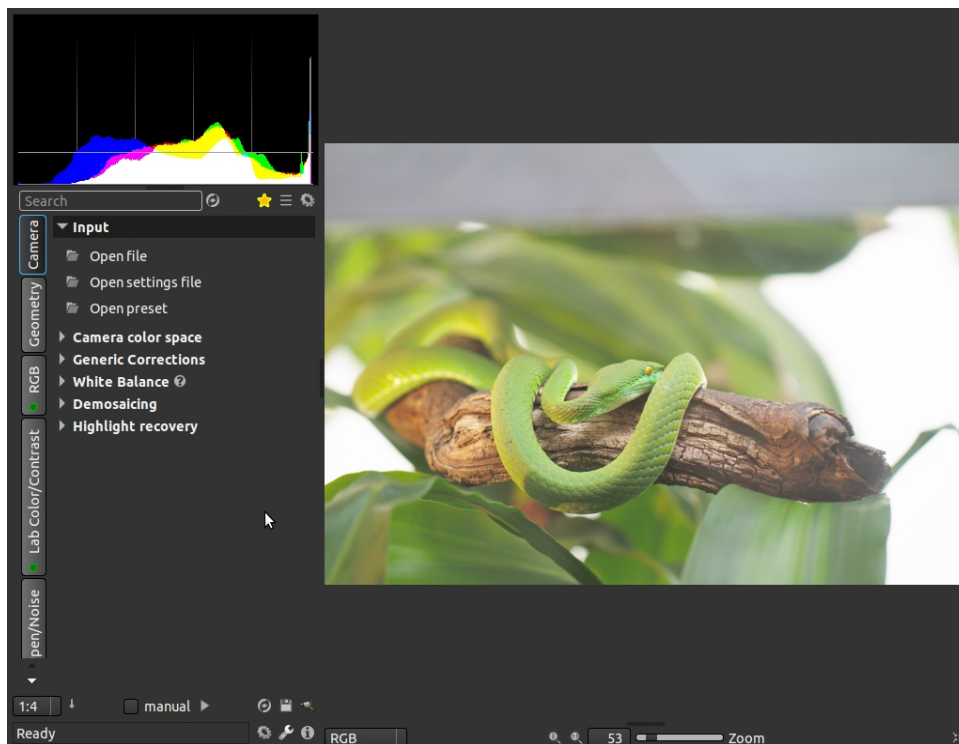 Search
Camera
Geometry
RGB
Lab Color/Contrast
pen/Noise
Input
Open file
Open settings file
Open preset
Camera color space
Generic Corrections
White Balance ?
Demosaicing
Highlight recovery
1:4
manual
Ready
RGB
53
Zoom